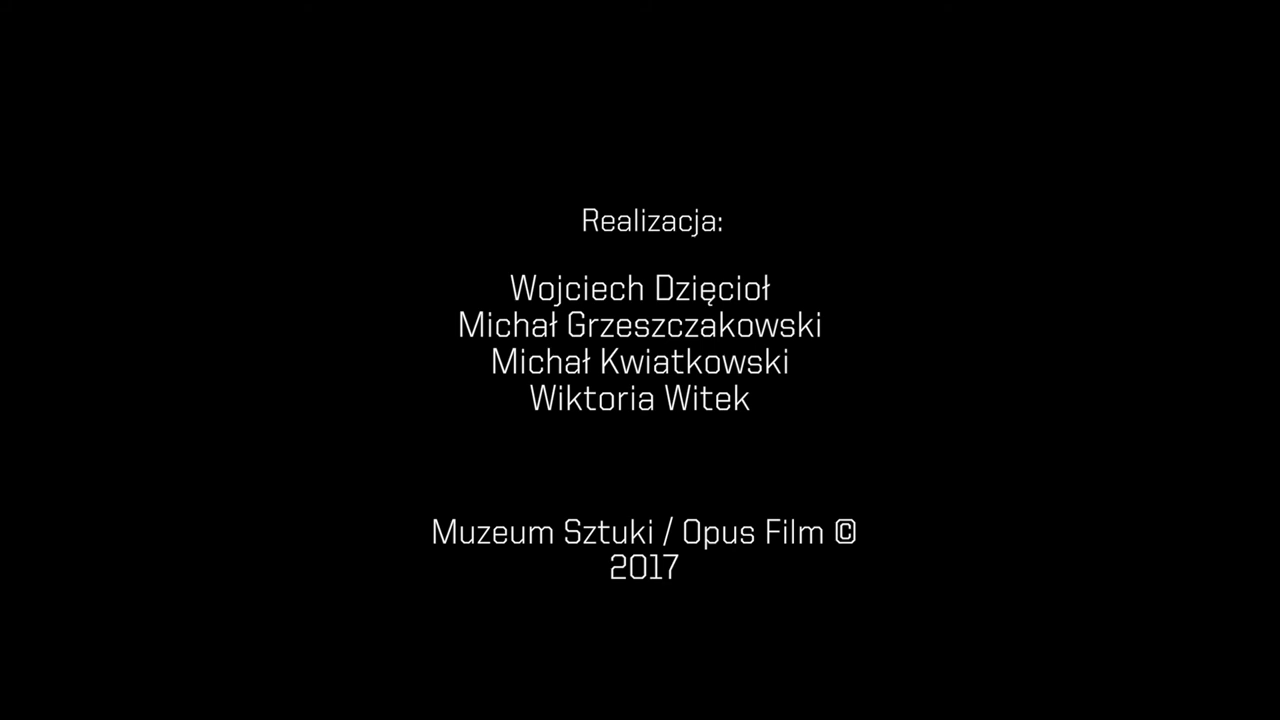 Realizacja:
Wojciech Dzięcioł
Michał Grzeszczakowski
Michał Kwiatkowski
Wiktoria Witek
Muzeum Sztuki / Opus Film ©
2017